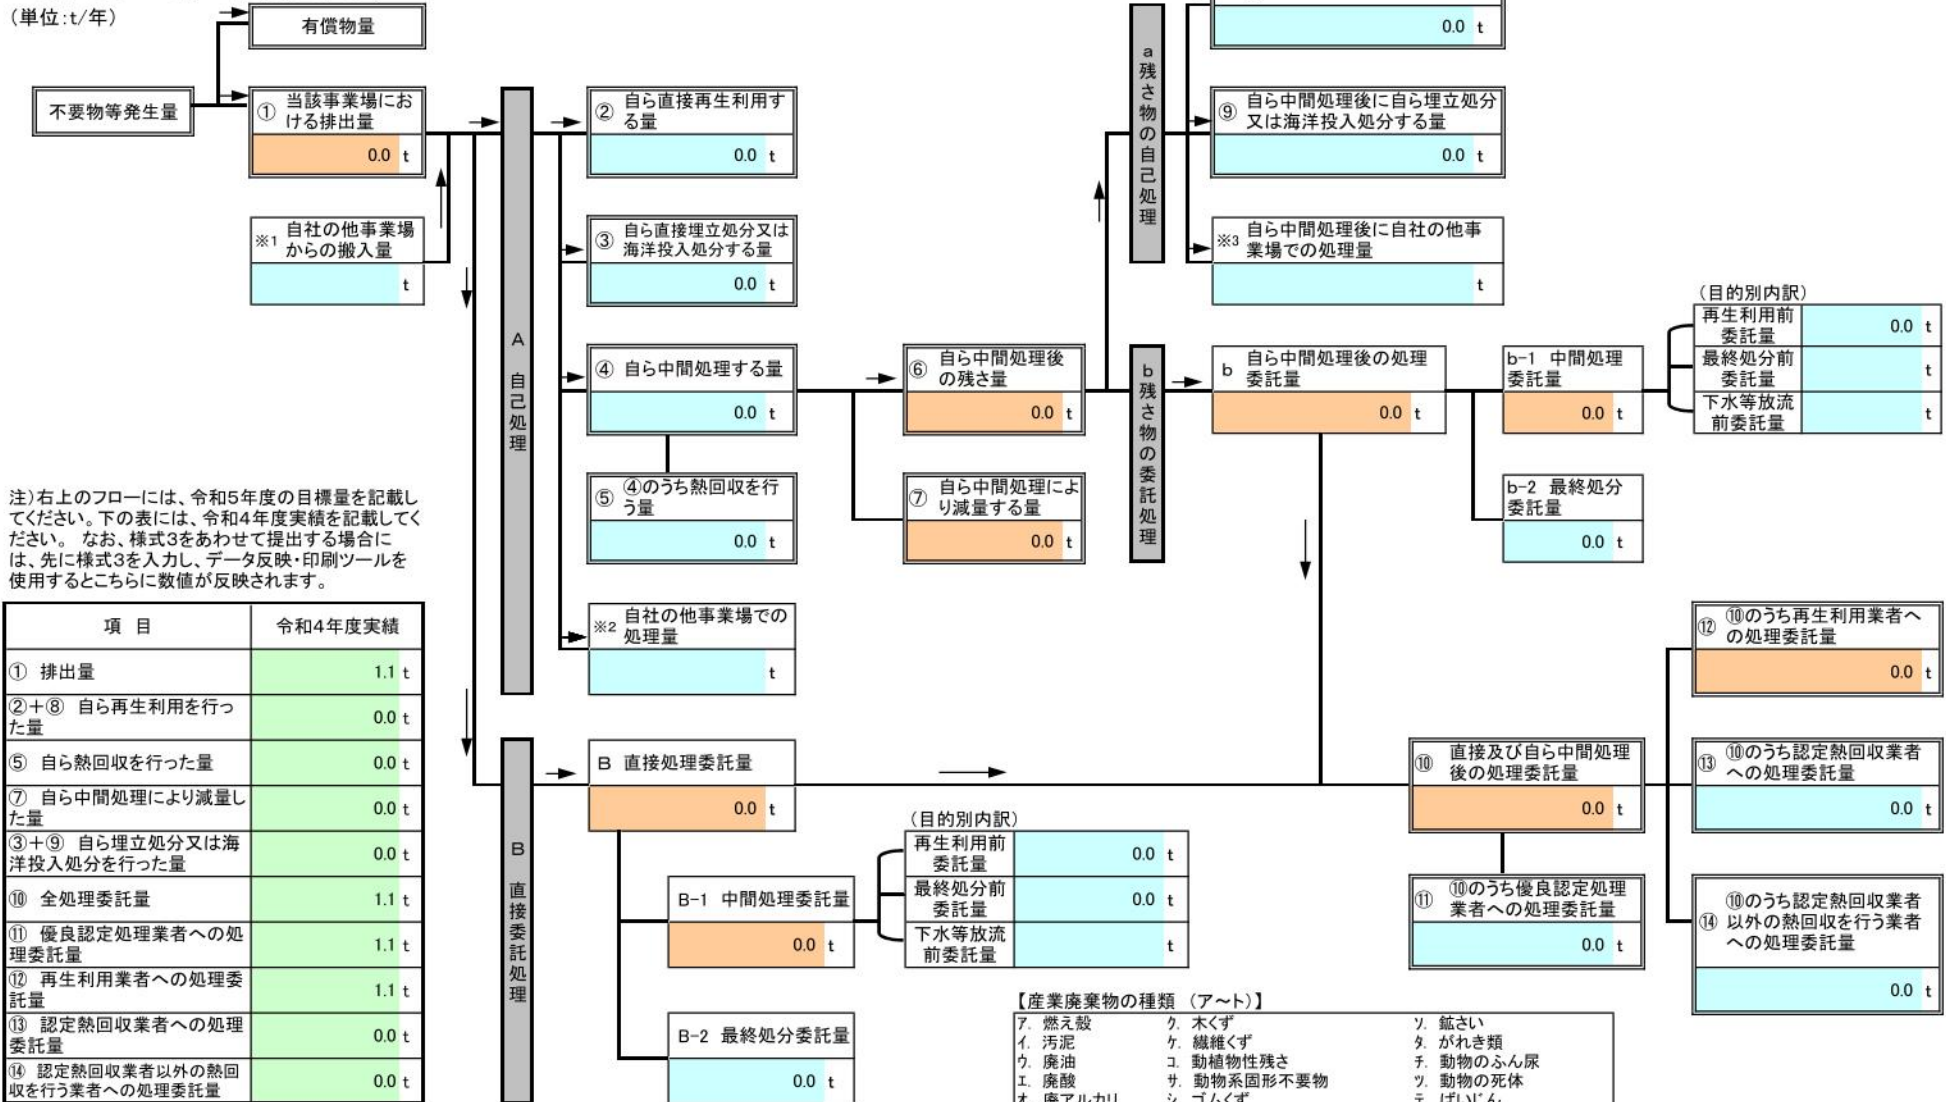 (単位:t/年)
有償物量
不要物等発生量
① 当該事業場にお
ける排出量
0.0 t
※1 自社の他事業場
からの搬入量
t
A 自己処理
② 自ら直接再生利用す
る量
0.0 t
③ 自ら直接埋立処分又は
海洋投入処分する量
0.0 t
④ 自ら中間処理する量
0.0 t
⑤ ④のうち熱回収を行
う量
0.0 t
※2 自社の他事業場での
処理量
t
⑥ 自ら中間処理後
の残さ量
0.0 t
⑦ 自ら中間処理によ
り減量する量
0.0 t
a 残さ物の自己処理
0.0 t
⑨ 自ら中間処理後に自ら埋立処分
又は海洋投入処分する量
0.0 t
※3 自ら中間処理後に自社の他事
業場での処理量
t
b 残さ物の委託処理
b 自ら中間処理後の処理
委託量
0.0 t
b-1 中間処理
委託量
0.0 t
(目的別内訳)
再生利用前
委託量
0.0 t
最終処分前
委託量
t
下水等放流
前委託量
t
b-2 最終処分
委託量
0.0 t
注)右上のフローには、令和5年度の目標量を記載し
てください。下の表には、令和4年度実績を記載してく
ださい。 なお、様式3をあわせて提出する場合に
は、先に様式3を入力し、データ反映・印刷ツールを
使用するとこちらに数値が反映されます。
項 目 令和4年度実績
① 排出量 1.1 t
②+⑧ 自ら再生利用を行っ
た量 0.0 t
⑤ 自ら熱回収を行った量 0.0 t
⑦ 自ら中間処理により減量し
た量 0.0 t
③+⑨ 自ら埋立処分又は海
洋投入処分を行った量 0.0 t
⑩ 全処理委託量 1.1 t
⑪ 優良認定処理業者への処
理委託量 1.1 t
⑫ 再生利用業者への処理委
託量 1.1 t
⑬ 認定熱回収業者への処理
委託量 0.0 t
⑭ 認定熱回収業者以外の熱回
収を行う業者への処理委託量 0.0 t
B 直接委託処理
B 直接処理委託量
0.0 t
B-1 中間処理委託量
0.0 t
(目的別内訳)
再生利用前
委託量
0.0 t
最終処分前
委託量
0.0 t
下水等放流
前委託量
t
B-2 最終処分委託量
0.0 t
⑩ 直接及び自ら中間処理
後の処理委託量
0.0 t
⑪ ⑩のうち優良認定処理
業者への処理委託量
0.0 t
⑫ ⑩のうち再生利用業者へ
の処理委託量
0.0 t
⑬ ⑩のうち認定熱回収業者
への処理委託量
0.0 t
⑭ ⑩のうち認定熱回収業者
以外の熱回収を行う業者
への処理委託量
0.0 t
【産業廃棄物の種類 (ア~ト)】
ア. 燃え殻 ク. 木くず ソ. 鉱さい
イ. 汚泥 ケ. 繊維くず タ. がれき類
ウ. 廃油 コ. 動植物性残さ チ. 動物のふん尿
エ. 廃酸 サ. 動物系固形不要物 ツ. 動物の死体
オ. 廃アルカリ シ. ゴムくず テ. ばいじん